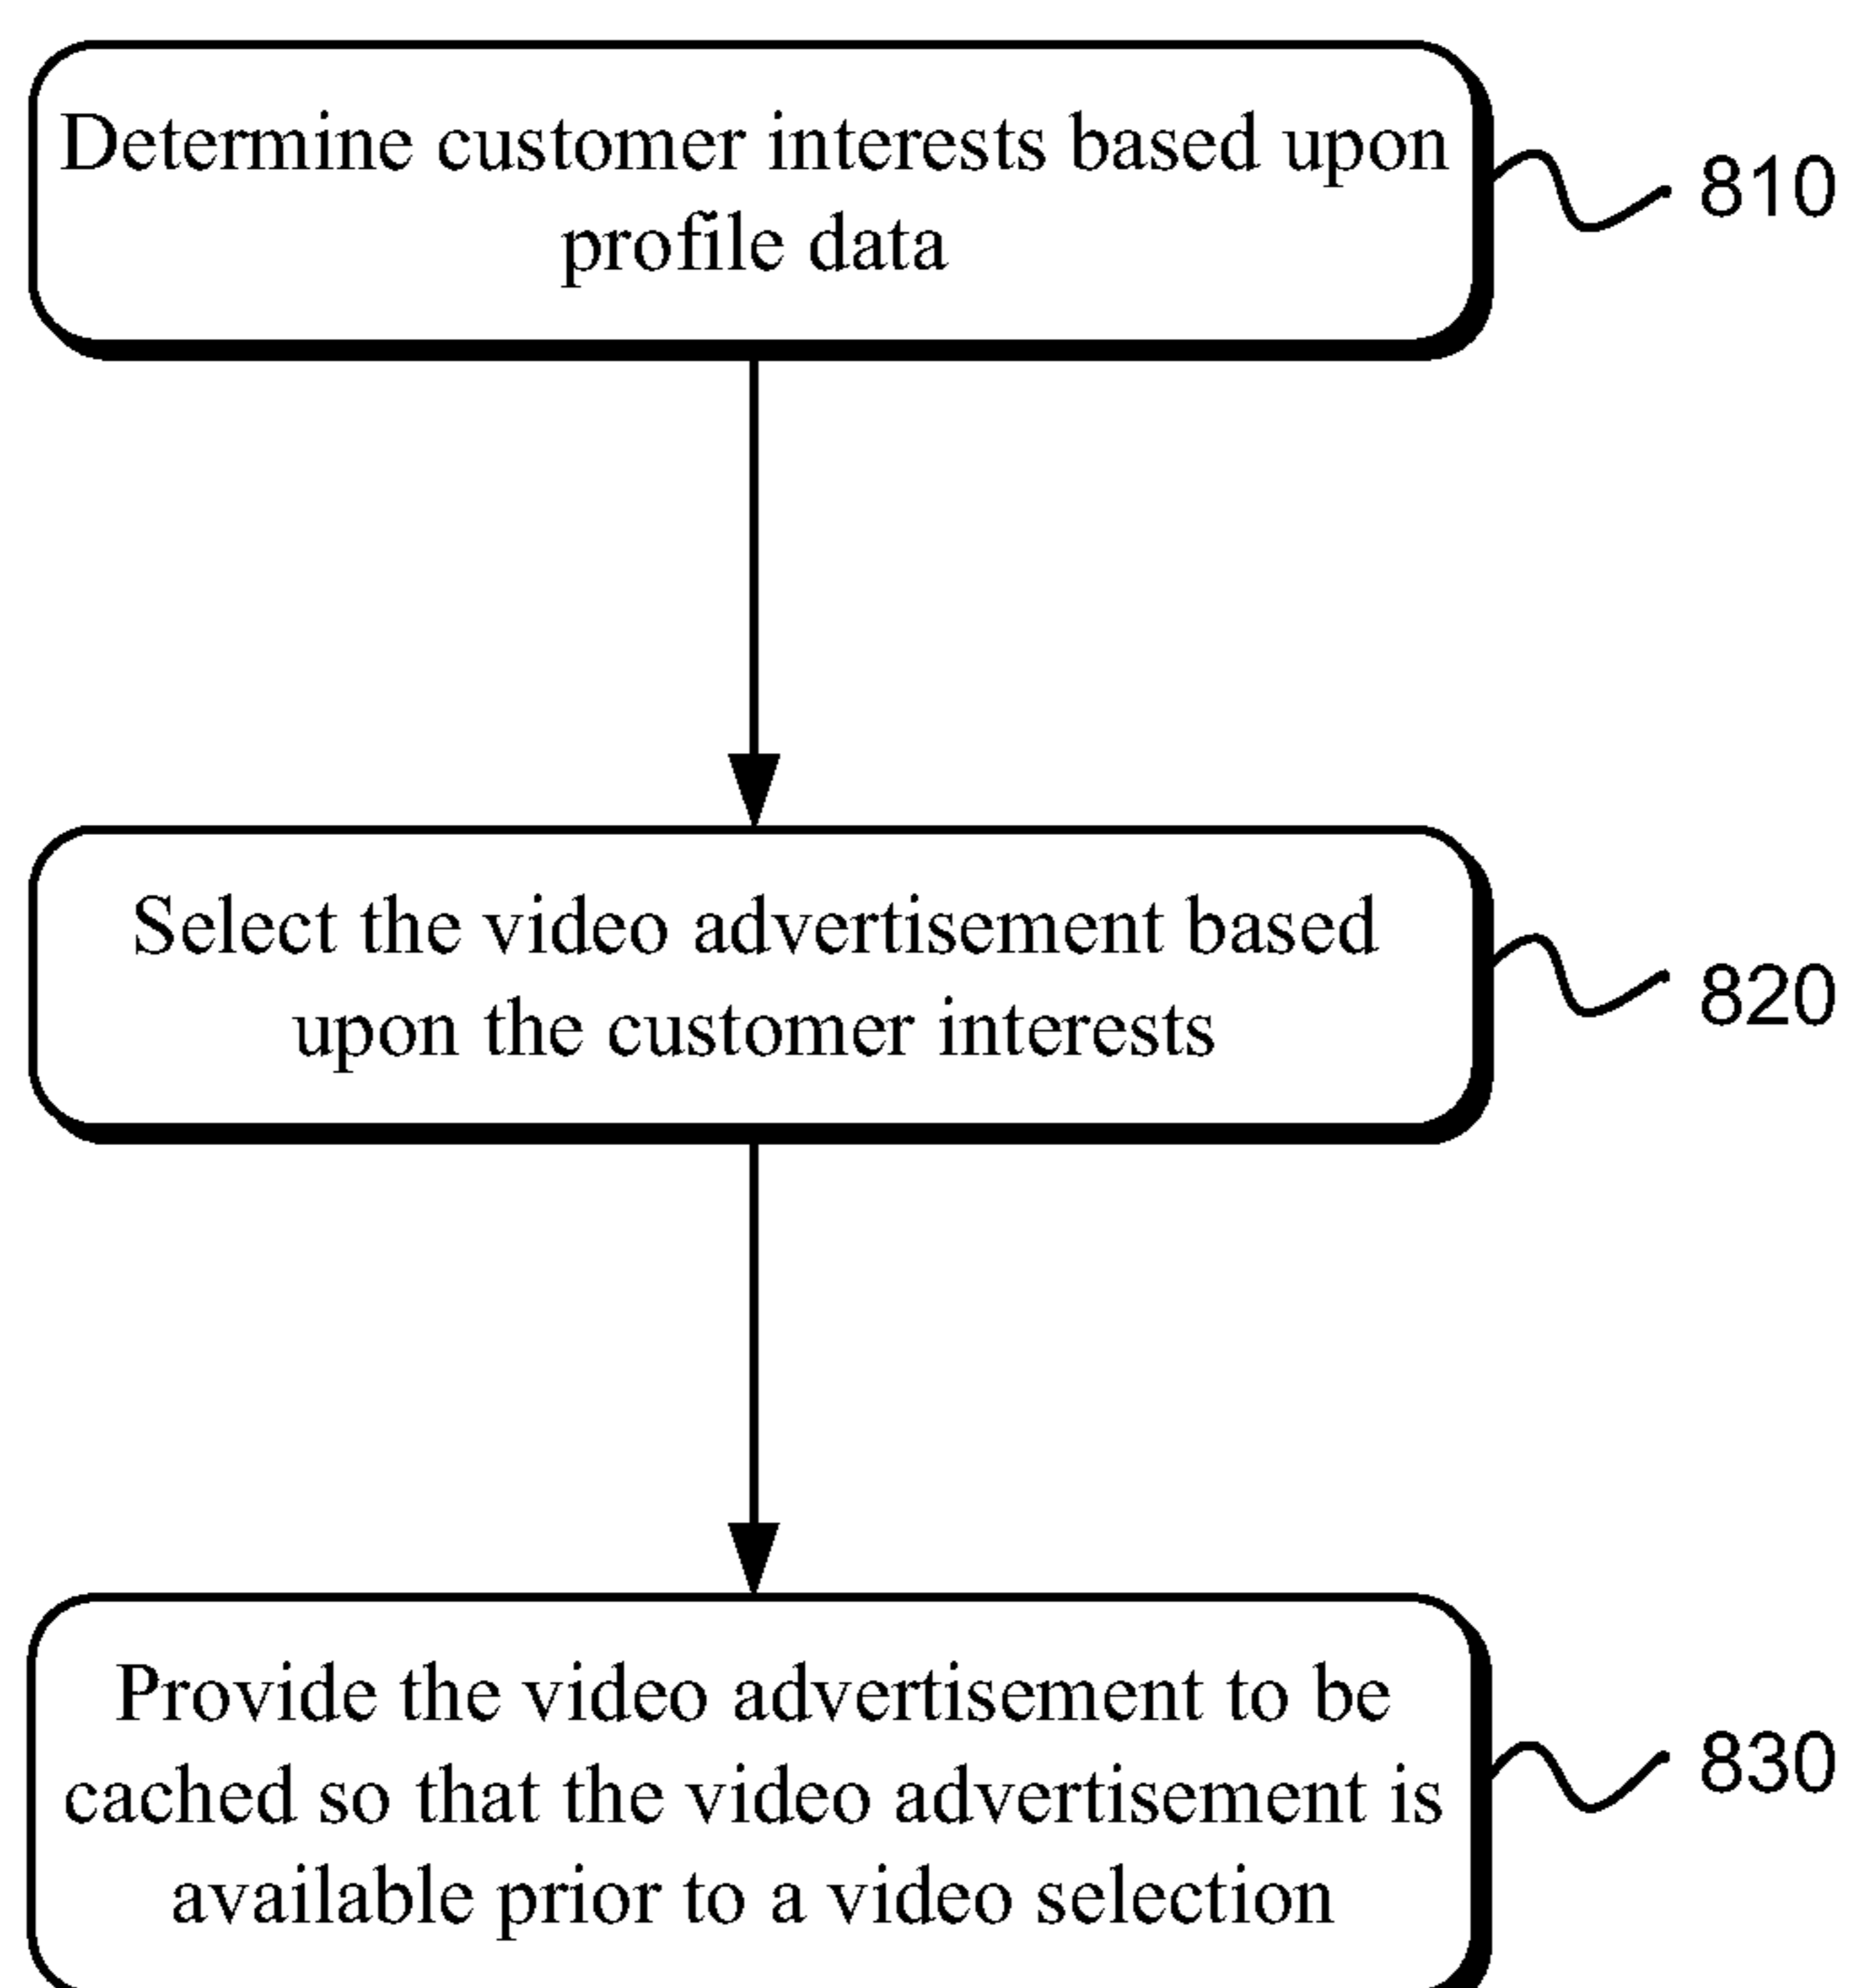 Determine customer interests based upon
profile data
810
Select the video advertisement based
upon the customer interests
820
Provide the video advertisement to be
cached so that the video advertisement is
available prior to a video selection
830